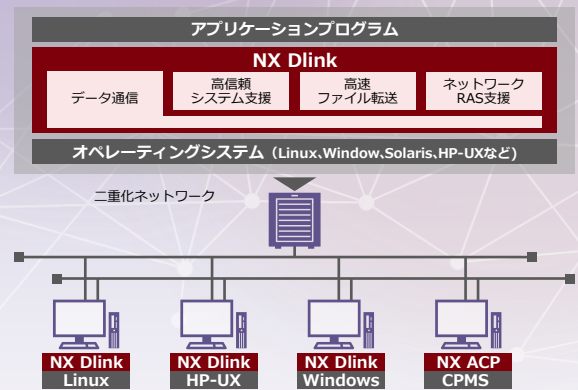 アプリケーションプログラム
NX Dlink
データ通信
高信頼
システム支援
高速
ファイル転送
ネットワーク
RAS支援
オペレーティングシステム（Linux、Window、Solaris、HP-UXなど）
二重化ネットワーク
NX Dlink
Linux
NX Dlink
HP-UX
NX Dlink
Windows
NX ACP
CPMS